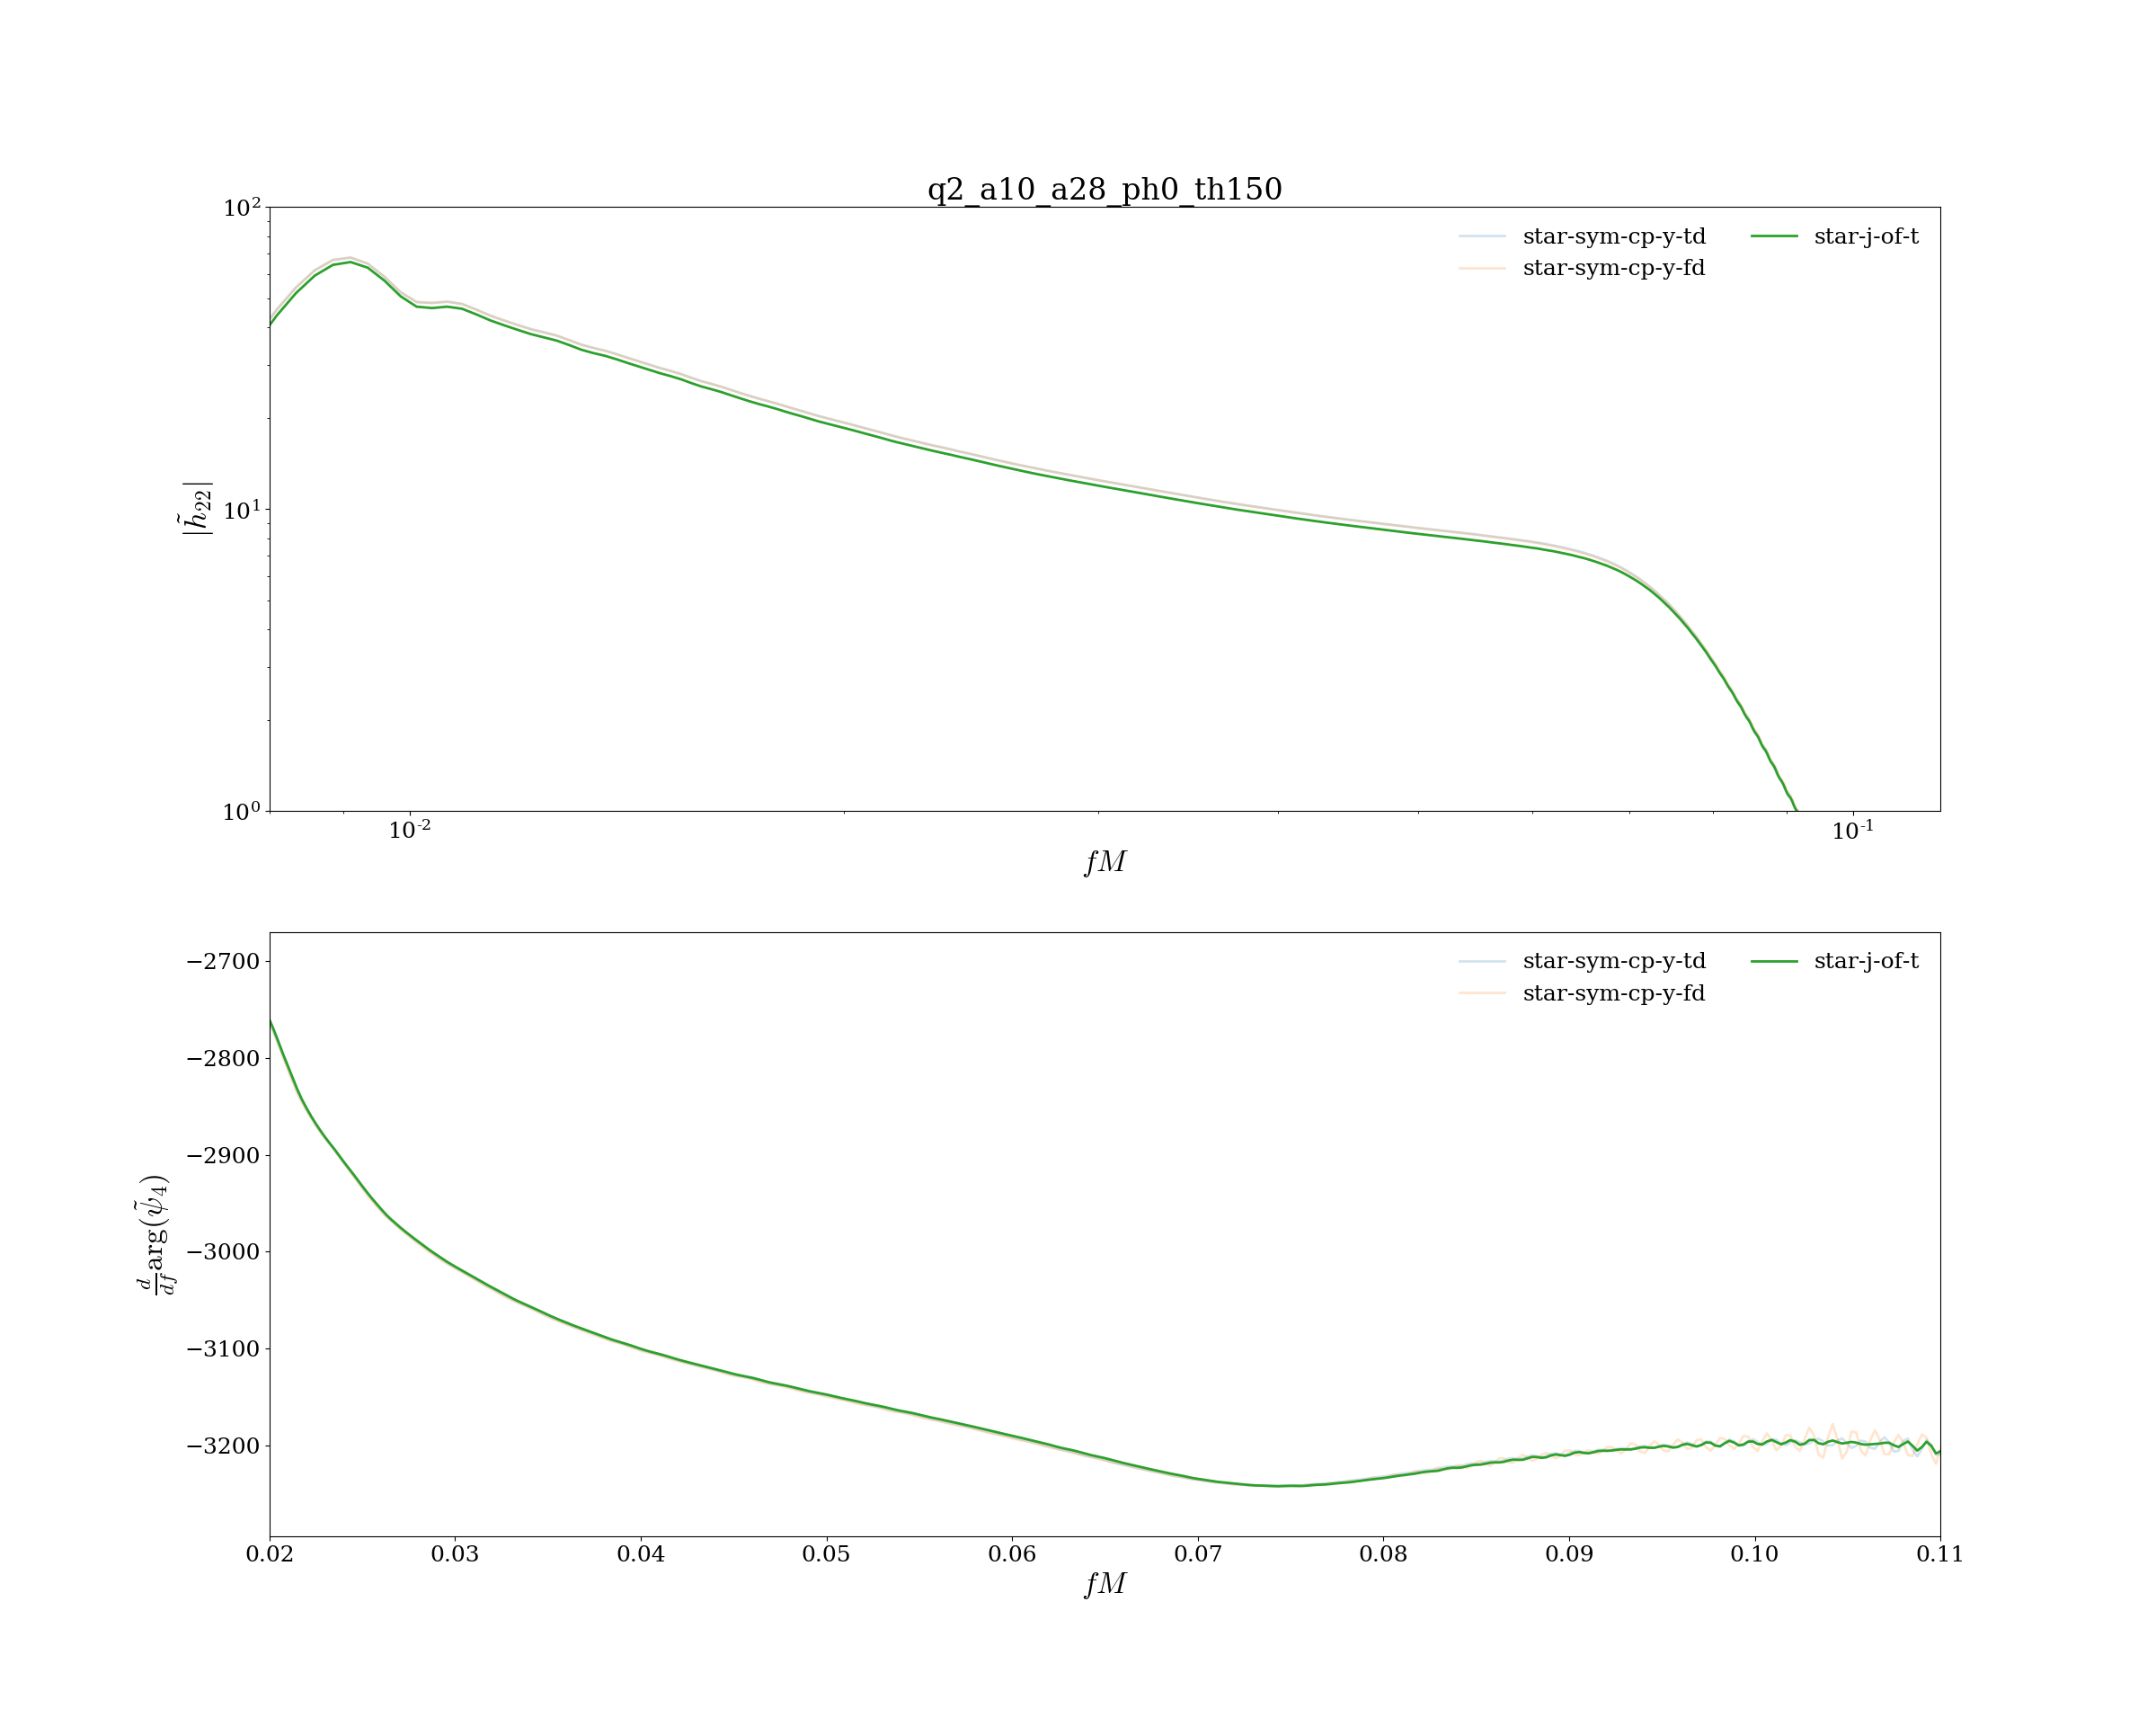 q2_a10_a28_ph0_th150
10²
10¹
10⁰
|h̃₂₂|
star-sym-cp-y-td
star-sym-cp-y-fd
star-j-of-t
10⁻²
10⁻¹
fM
−2700
−2800
−2900
−3000
−3100
−3200
d/df arg(ψ̃₄)
star-sym-cp-y-td
star-sym-cp-y-fd
star-j-of-t
0.02 0.03 0.04 0.05 0.06 0.07 0.08 0.09 0.10 0.11
fM